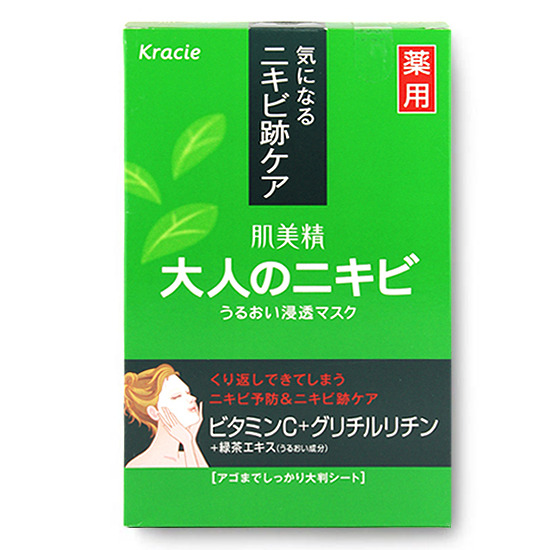 Kracie
気になる
ニキビ跡ケア
薬用
肌美精
大人のニキビ
うるおい浸透マスク
くり返しできてしまう
ニキビ予防&ニキビ跡ケア
ビタミンC+グリチルリチン
+緑茶エキス(うるおい成分)
[アゴまでしっかり大判シート]